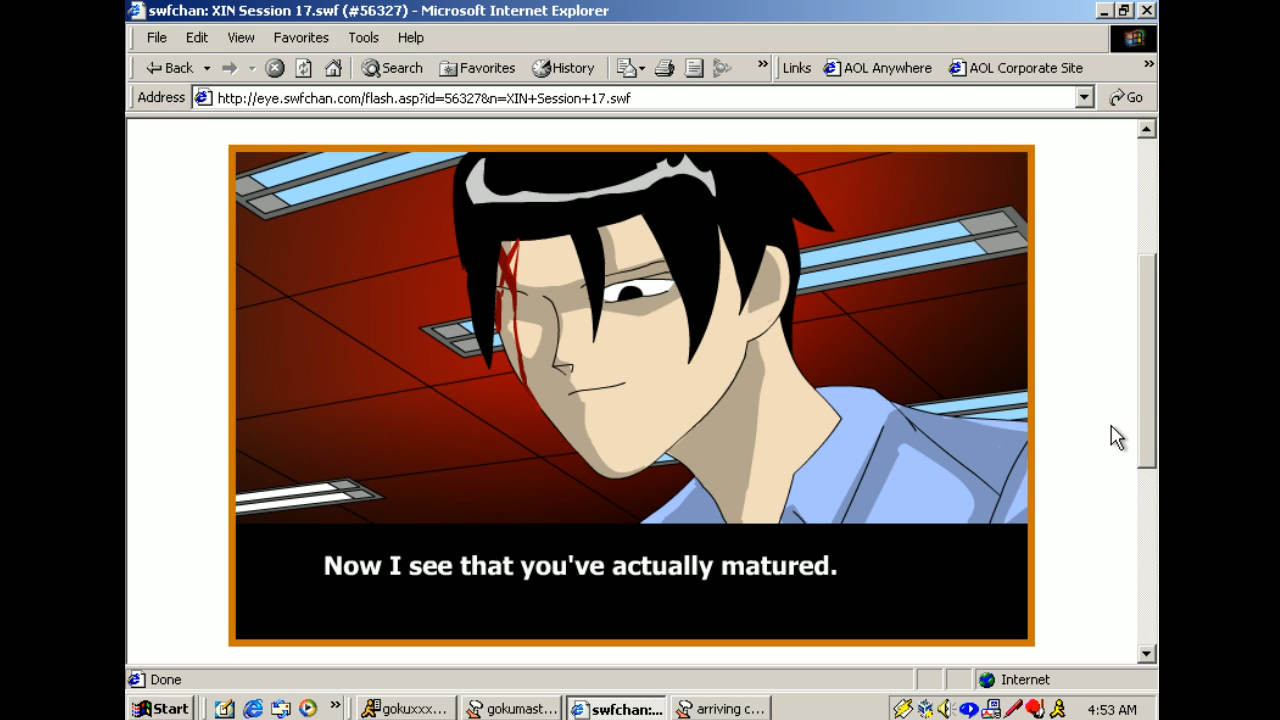 swfchan: XIN Session 17.swf (#56327) - Microsoft Internet Explorer
File Edit View Favorites Tools Help
Back Search Favorites History » Links AOL Anywhere AOL Corporate Site »
Address http://eye.swfchan.com/flash.asp?id=56327&n=XIN+Session+17.swf Go
Now I see that you've actually matured.
Done Internet
Start » gokuxxx... gokumast... swfchan:... arriving c... 4:53 AM